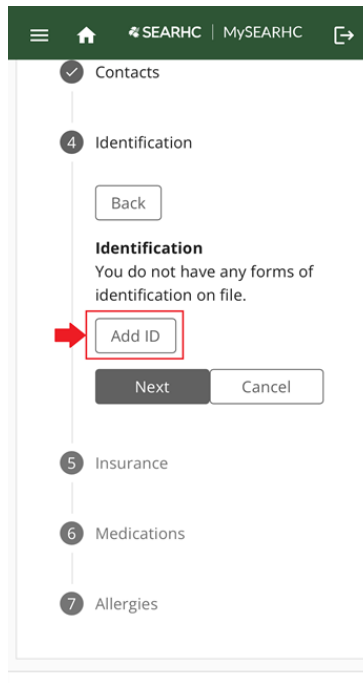 SEARHC | MySEARHC
Contacts
4 Identification
Back
Identification
You do not have any forms of
identification on file.
Add ID
Next Cancel
5 Insurance
6 Medications
7 Allergies